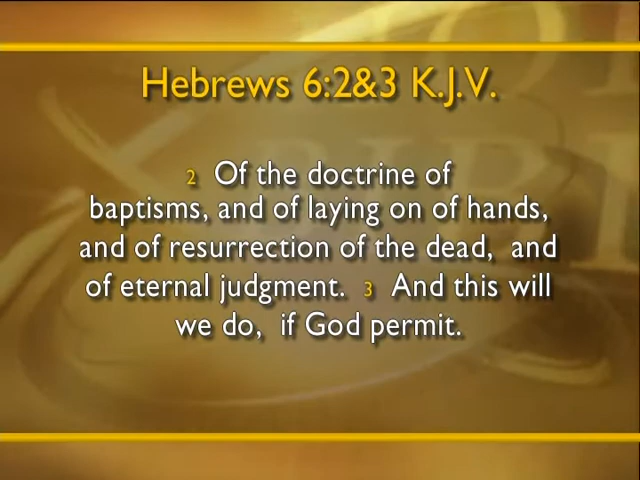 Hebrews 6:2&3 K.J.V.
2 Of the doctrine of
baptisms, and of laying on of hands,
and of resurrection of the dead, and
of eternal judgment. 3 And this will
we do, if God permit.